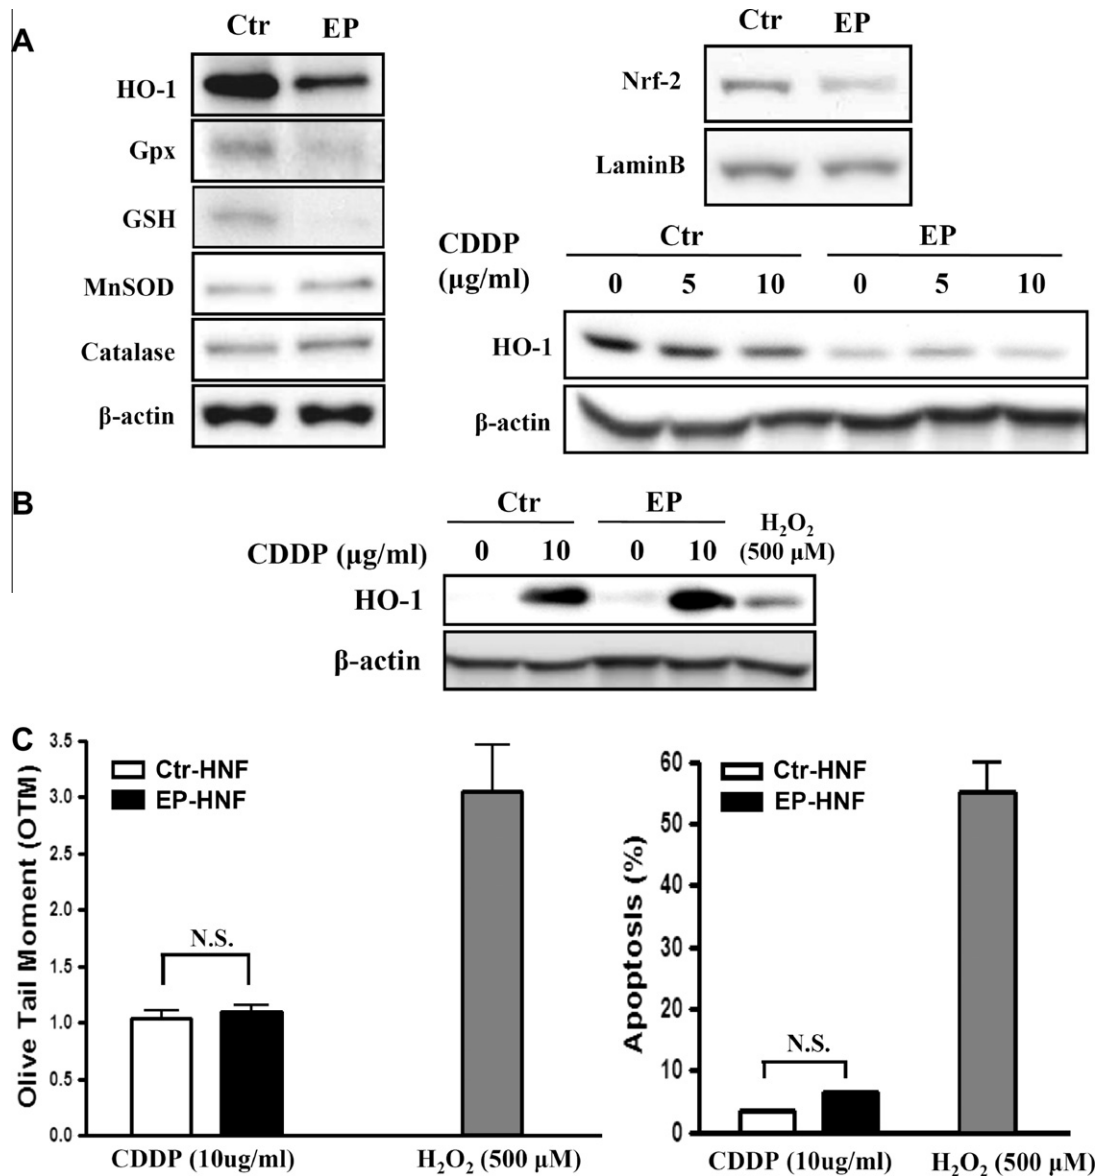 A
Ctr EP
HO-1
Gpx
GSH
MnSOD
Catalase
β-actin
Ctr EP
Nrf-2
LaminB
CDDP
(μg/ml)
Ctr EP
0 5 10 0 5 10
HO-1
β-actin
B
Ctr EP H₂O₂
(500 μM)
CDDP (μg/ml) 0 10 0 10
HO-1
β-actin
C
Olive Tail Moment (OTM)
3.5
3.0
2.5
2.0
1.5
1.0
0.5
0.0
Ctr-HNF
EP-HNF
N.S.
CDDP (10ug/ml) H₂O₂ (500 μM)
Apoptosis (%)
60
50
40
30
20
10
0
Ctr-HNF
EP-HNF
N.S.
CDDP (10ug/ml) H₂O₂ (500 μM)